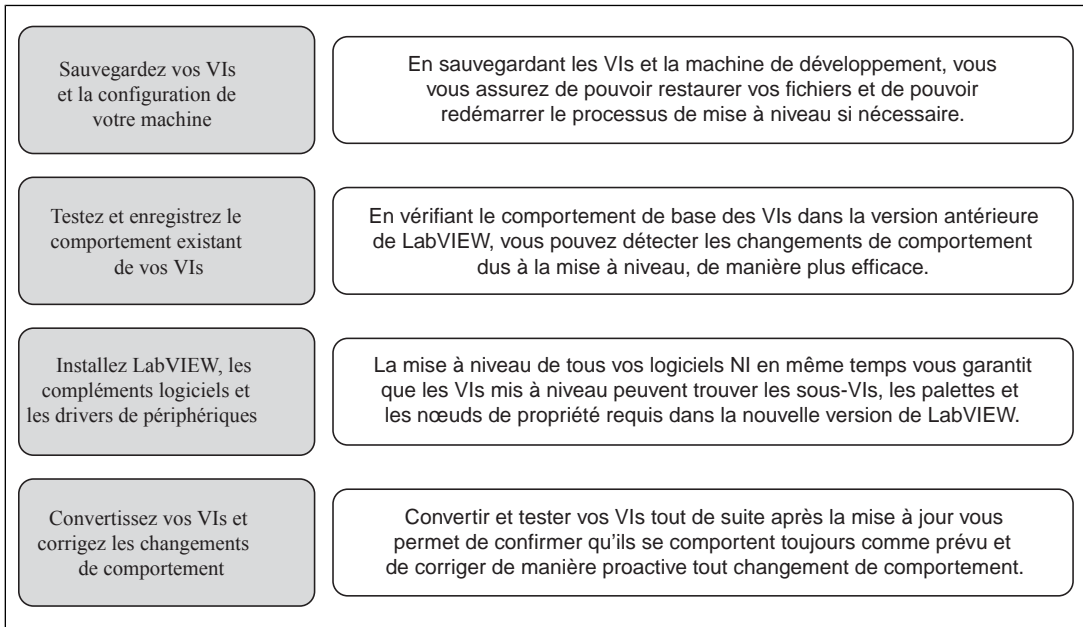 Sauvegardez vos VIs
et la configuration de
votre machine
En sauvegardant les VIs et la machine de développement, vous
vous assurez de pouvoir restaurer vos fichiers et de pouvoir
redémarrer le processus de mise à niveau si nécessaire.
Testez et enregistrez le
comportement existant
de vos VIs
En vérifiant le comportement de base des VIs dans la version antérieure
de LabVIEW, vous pouvez détecter les changements de comportement
dus à la mise à niveau, de manière plus efficace.
Installez LabVIEW, les
compléments logiciels et
les drivers de périphériques
La mise à niveau de tous vos logiciels NI en même temps vous garantit
que les VIs mis à niveau peuvent trouver les sous-VIs, les palettes et
les nœuds de propriété requis dans la nouvelle version de LabVIEW.
Convertissez vos VIs et
corrigez les changements
de comportement
Convertir et tester vos VIs tout de suite après la mise à jour vous
permet de confirmer qu'ils se comportent toujours comme prévu et
de corriger de manière proactive tout changement de comportement.